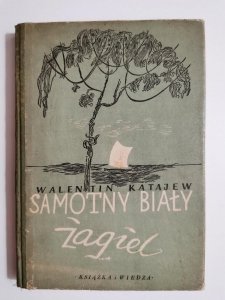 WALENTIN KATAJEW
SAMOTNY BIAŁY
żagiel
·KSIĄŻKA i WIEDZA·